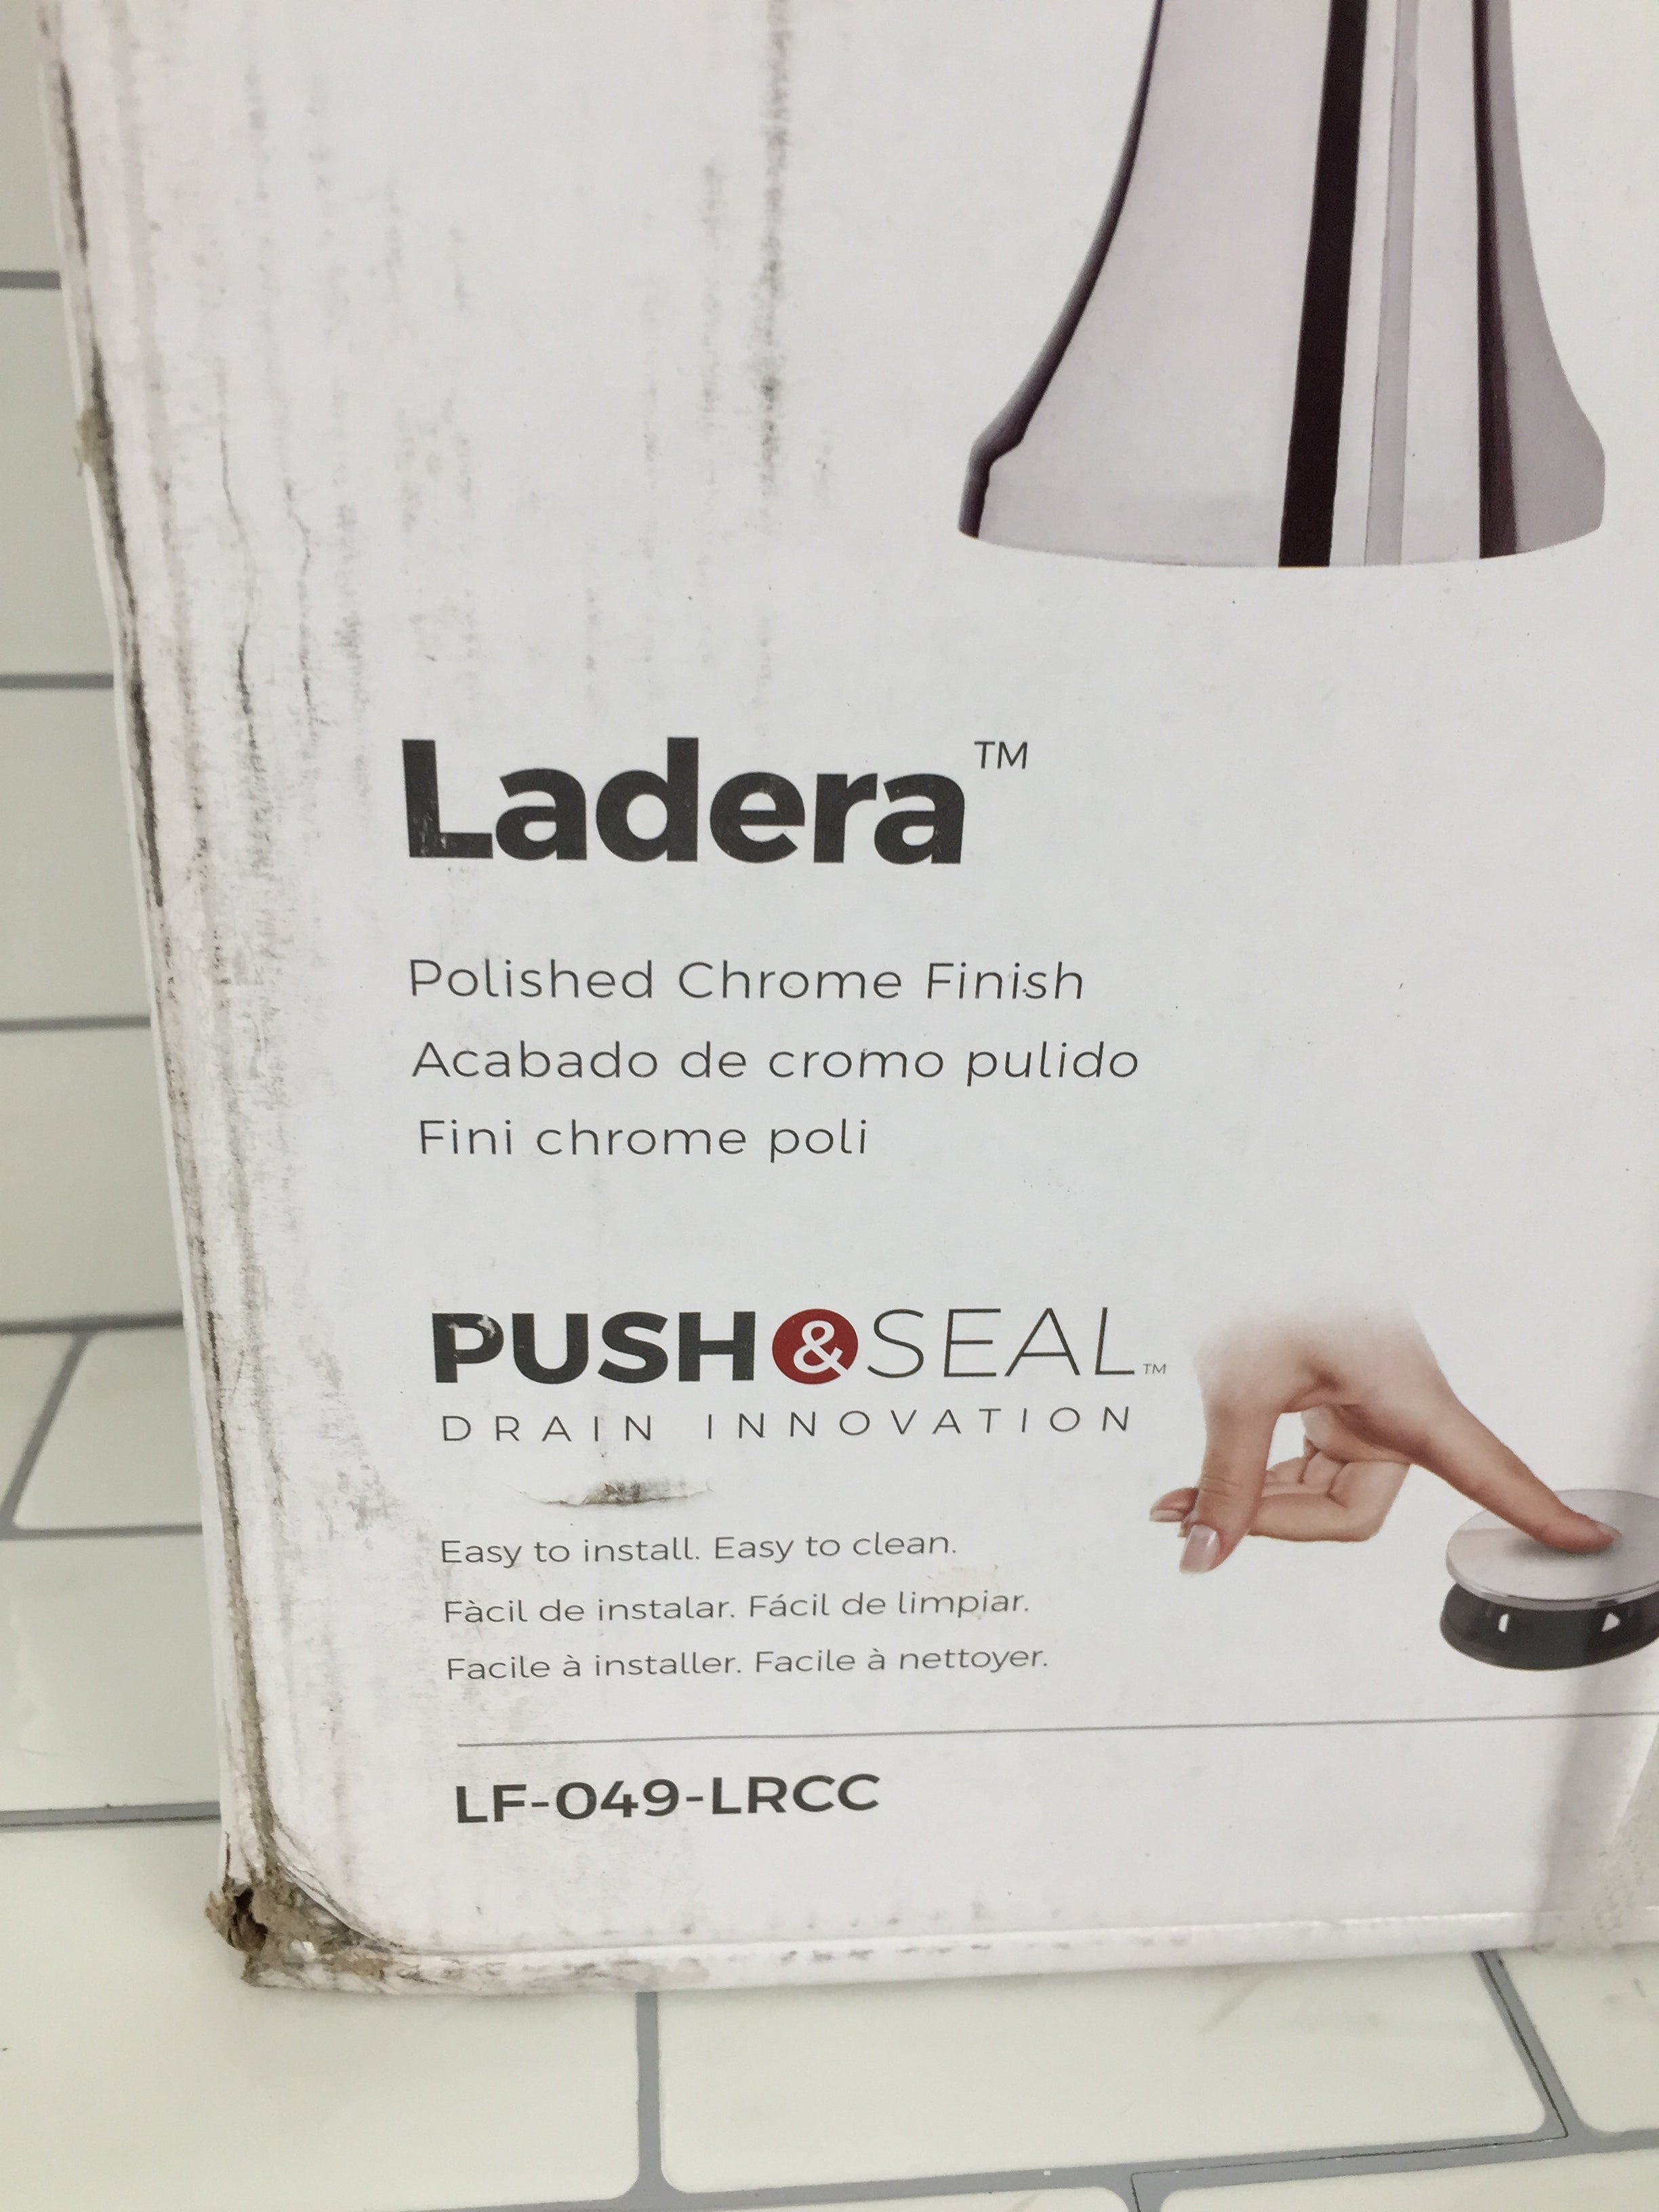 Ladera™
Polished Chrome Finish
Acabado de cromo pulido
Fini chrome poli
PUSH&SEAL™
DRAIN INNOVATION
Easy to install. Easy to clean.
Fàcil de instalar. Fácil de limpiar.
Facile à installer. Facile à nettoyer.
LF-049-LRCC